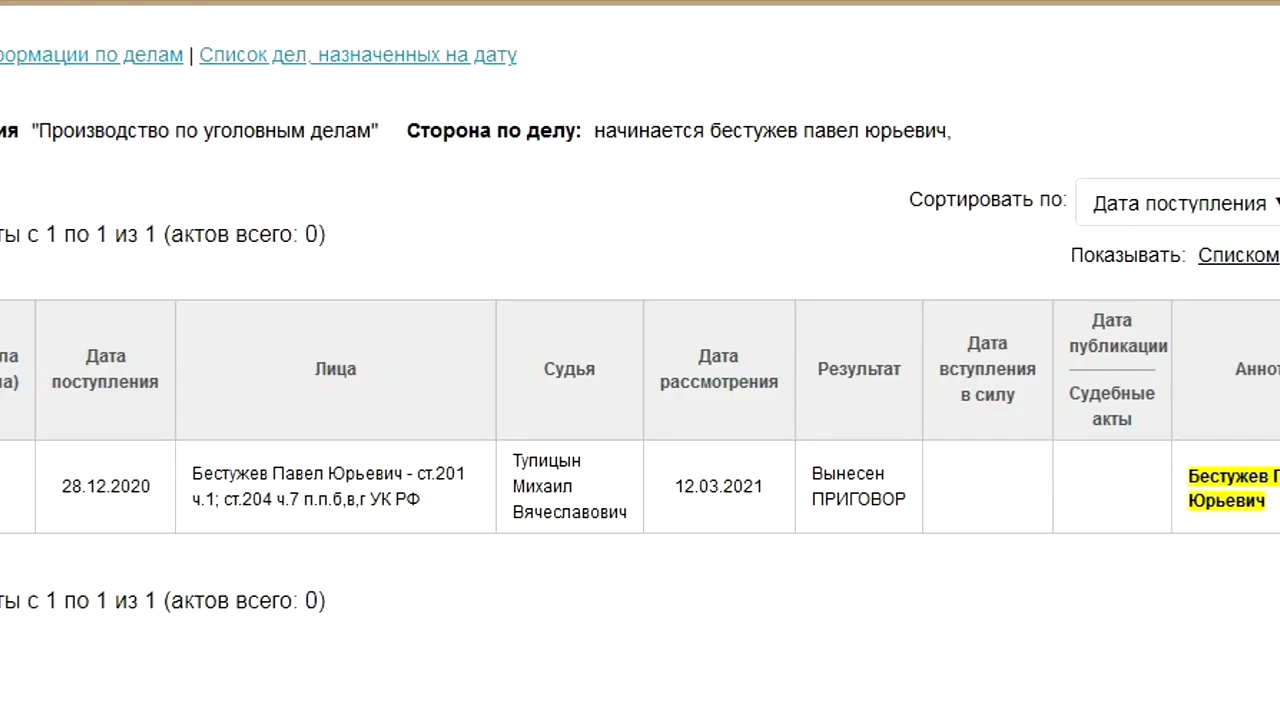 формации по делам | Список дел, назначенных на дату
ия "Производство по уголовным делам" Сторона по делу: начинается бестужев павел юрьевич,
Сортировать по: Дата поступления
ты с 1 по 1 из 1 (актов всего: 0)
Показывать: Списком
ла
а)
Дата
поступления
Лица
Судья
Дата
рассмотрения
Результат
Дата
вступления
в силу
Дата
публикации
Судебные
акты
Аннот
28.12.2020
Бестужев Павел Юрьевич - ст.201
ч.1; ст.204 ч.7 п.п.б,в,г УК РФ
Тупицын
Михаил
Вячеславович
12.03.2021
Вынесен
ПРИГОВОР
Бестужев П
Юрьевич
ты с 1 по 1 из 1 (актов всего: 0)